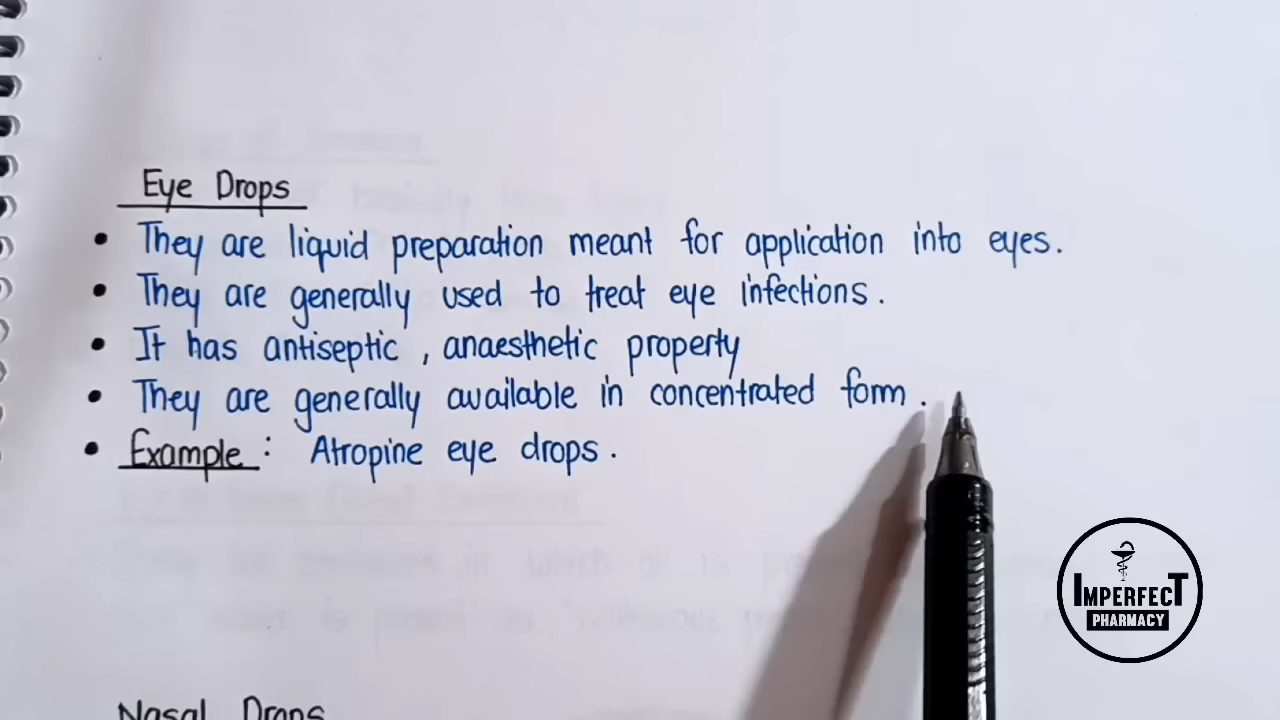 Eye Drops
• They are liquid preparation meant for application into eyes.
• They are generally used to treat eye infections.
• It has antiseptic, anaesthetic property
• They are generally available in concentrated form.
• Example: Atropine eye drops.
IMPERFECT
PHARMACY
Nasal Drops